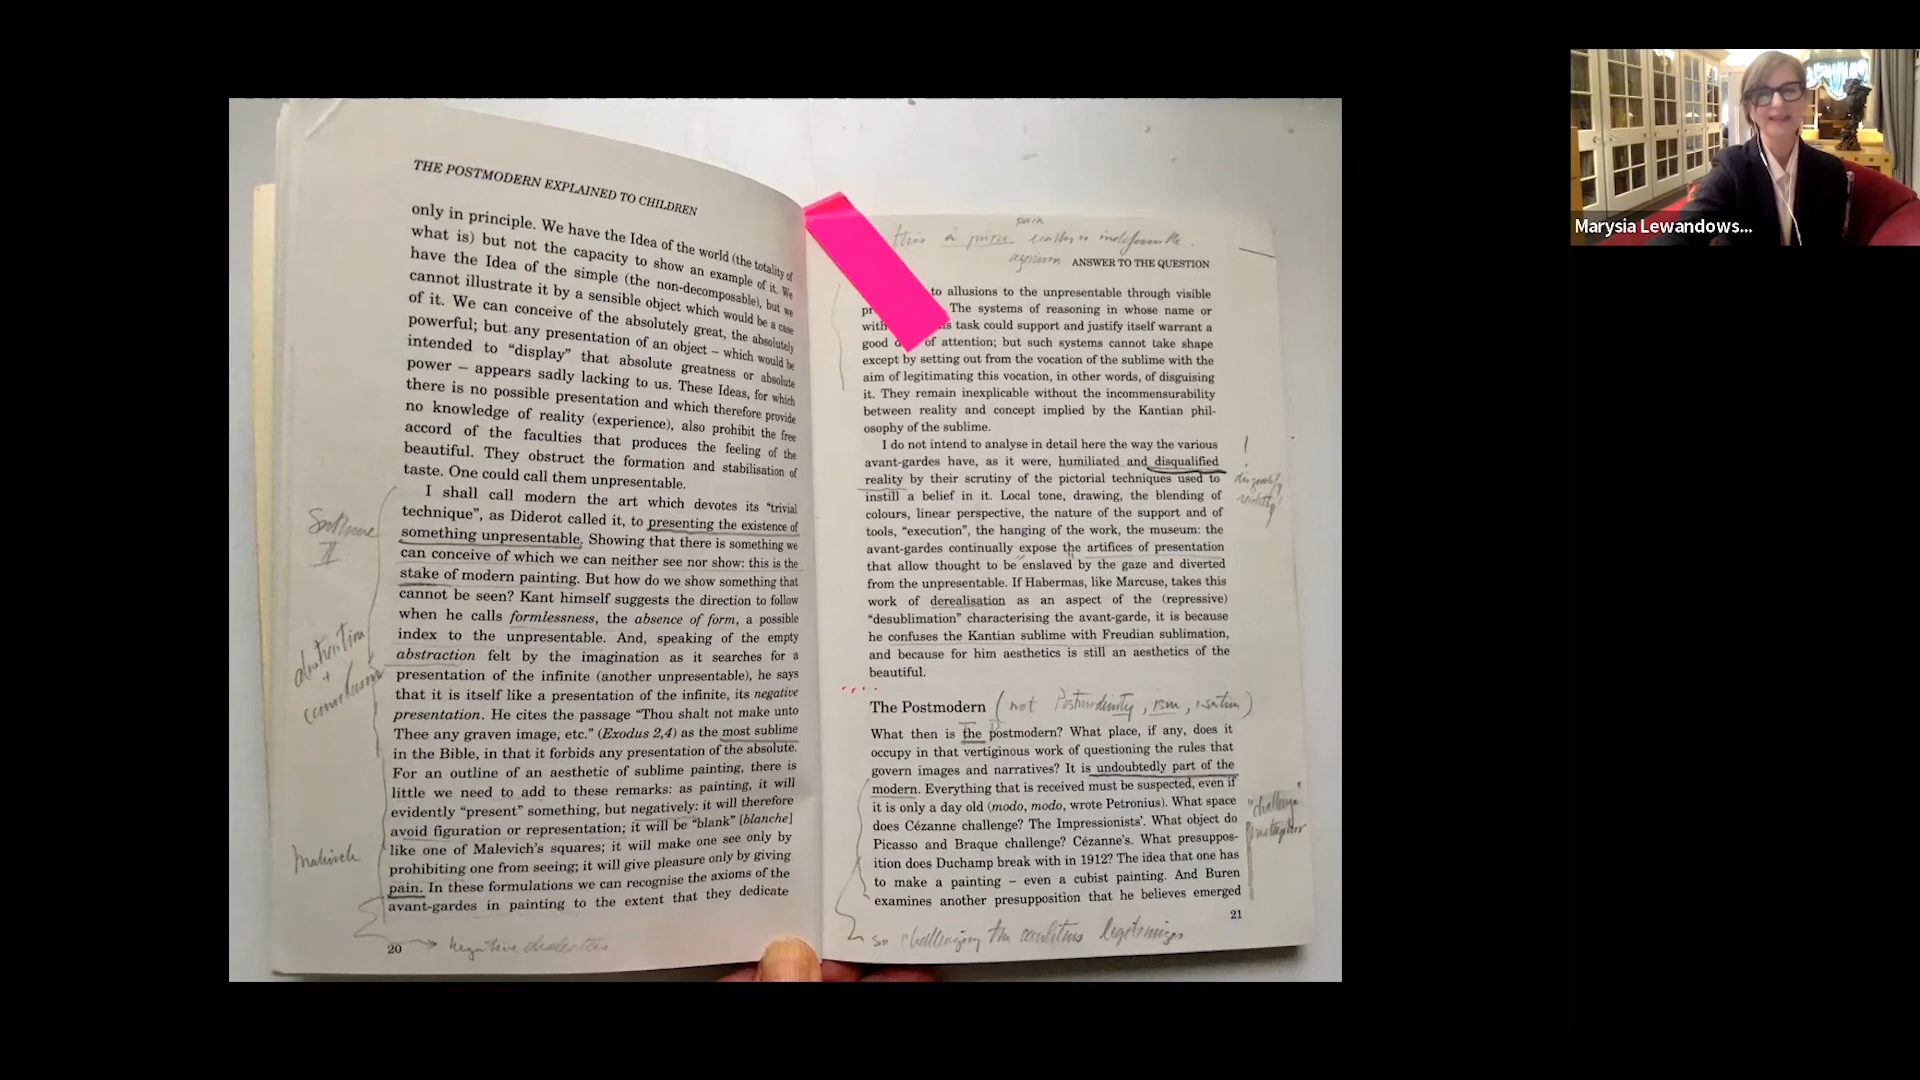 THE POSTMODERN EXPLAINED TO CHILDREN
only in principle. We have the Idea of the world (the totality of
what is) but not the capacity to show an example of it. We
have the Idea of the simple (the non-decomposable), but we
cannot illustrate it by a sensible object which would be a case
of it. We can conceive of the absolutely great, the absolutely
powerful; but any presentation of an object – which would be
intended to “display” that absolute greatness or absolute
power – appears sadly lacking to us. These Ideas, for which
there is no possible presentation and which therefore provide
no knowledge of reality (experience), also prohibit the free
accord of the faculties that produces the feeling of the
beautiful. They obstruct the formation and stabilisation of
taste. One could call them unpresentable.
I shall call modern the art which devotes its “trivial
technique”, as Diderot called it, to presenting the existence of
something unpresentable. Showing that there is something we
can conceive of which we can neither see nor show: this is the
stake of modern painting. But how do we show something that
cannot be seen? Kant himself suggests the direction to follow
when he calls formlessness, the absence of form, a possible
index to the unpresentable. And, speaking of the empty
abstraction felt by the imagination as it searches for a
presentation of the infinite (another unpresentable), he says
that it is itself like a presentation of the infinite, its negative
presentation. He cites the passage “Thou shalt not make unto
Thee any graven image, etc.” (Exodus 2,4) as the most sublime
in the Bible, in that it forbids any presentation of the absolute.
For an outline of an aesthetic of sublime painting, there is
little we need to add to these remarks: as painting, it will
evidently “present” something, but negatively: it will therefore
avoid figuration or representation; it will be “blank” [blanche]
like one of Malevich’s squares; it will make one see only by
prohibiting one from seeing; it will give pleasure only by giving
pain. In these formulations we can recognise the axioms of the
avant-gardes in painting to the extent that they dedicate
20
negative dialectics
pain
this a priori is indefensible.
agonism
ANSWER TO THE QUESTION
to allusions to the unpresentable through visible
The systems of reasoning in whose name or
with task could support and justify itself warrant a
good of attention; but such systems cannot take shape
except by setting out from the vocation of the sublime with the
aim of legitimating this vocation, in other words, of disguising
it. They remain inexplicable without the incommensurability
between reality and concept implied by the Kantian phil-
osophy of the sublime.
I do not intend to analyse in detail here the way the various
avant-gardes have, as it were, humiliated and disqualified
reality by their scrutiny of the pictorial techniques used to
instill a belief in it. Local tone, drawing, the blending of
colours, linear perspective, the nature of the support and of
tools, “execution”, the hanging of the work, the museum: the
avant-gardes continually expose the artifices of presentation
that allow thought to be enslaved by the gaze and diverted
from the unpresentable. If Habermas, like Marcuse, takes this
work of derealisation as an aspect of the (repressive)
“desublimation” characterising the avant-garde, it is because
he confuses the Kantian sublime with Freudian sublimation,
and because for him aesthetics is still an aesthetics of the
beautiful.
!
disqualify
reality
The Postmodern (not Postmodernity, ism,
What then is the postmodern? What place, if any, does it
occupy in that vertiginous work of questioning the rules that
govern images and narratives? It is undoubtedly part of the
modern. Everything that is received must be suspected, even if
it is only a day old (modo, modo, wrote Petronius). What space
does Cézanne challenge? The Impressionists’. What object do
Picasso and Braque challenge? Cézanne’s. What presuppos-
ition does Duchamp break with in 1912? The idea that one has
to make a painting – even a cubist painting. And Buren
examines another presupposition that he believes emerged
“challenge”
21
so challenging the
Marysia Lewandows...